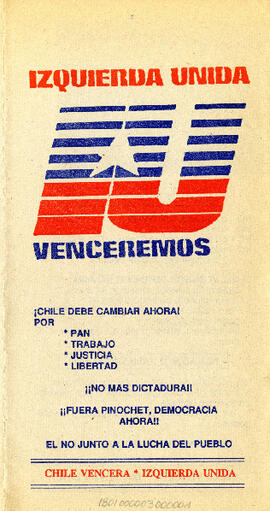 IZQUIERDA UNIDA
IU
VENCEREMOS
¡CHILE DEBE CAMBIAR AHORA!
POR
* PAN
* TRABAJO
* JUSTICIA
* LIBERTAD
¡¡NO MAS DICTADURA!!
¡¡FUERA PINOCHET, DEMOCRACIA
AHORA!!
EL NO JUNTO A LA LUCHA DEL PUEBLO
CHILE VENCERA * IZQUIERDA UNIDA